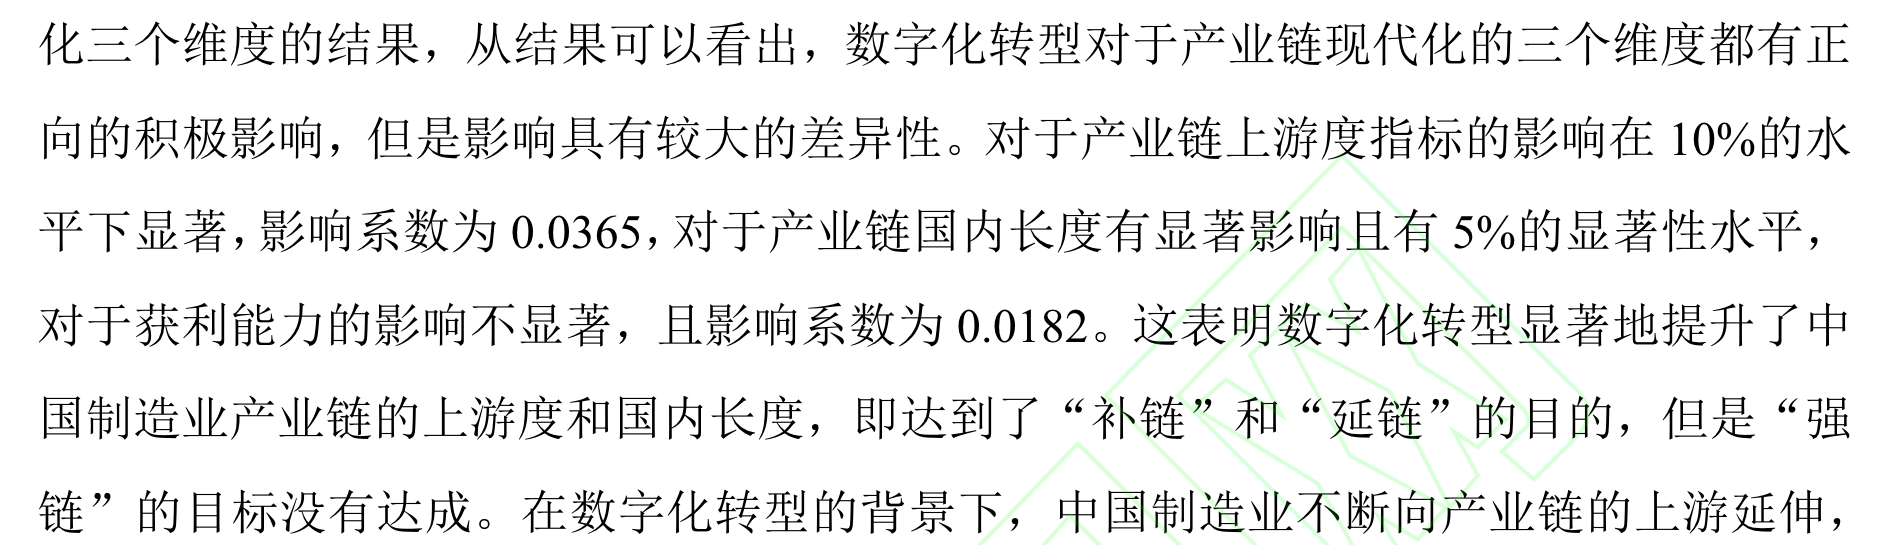 化三个维度的结果，从结果可以看出，数字化转型对于产业链现代化的三个维度都有正
向的积极影响，但是影响具有较大的差异性。对于产业链上游度指标的影响在 10%的水
平下显著，影响系数为 0.0365，对于产业链国内长度有显著影响且有 5%的显著性水平，
对于获利能力的影响不显著，且影响系数为 0.0182。这表明数字化转型显著地提升了中
国制造业产业链的上游度和国内长度，即达到了“补链”和“延链”的目的，但是“强
链”的目标没有达成。在数字化转型的背景下，中国制造业不断向产业链的上游延伸，